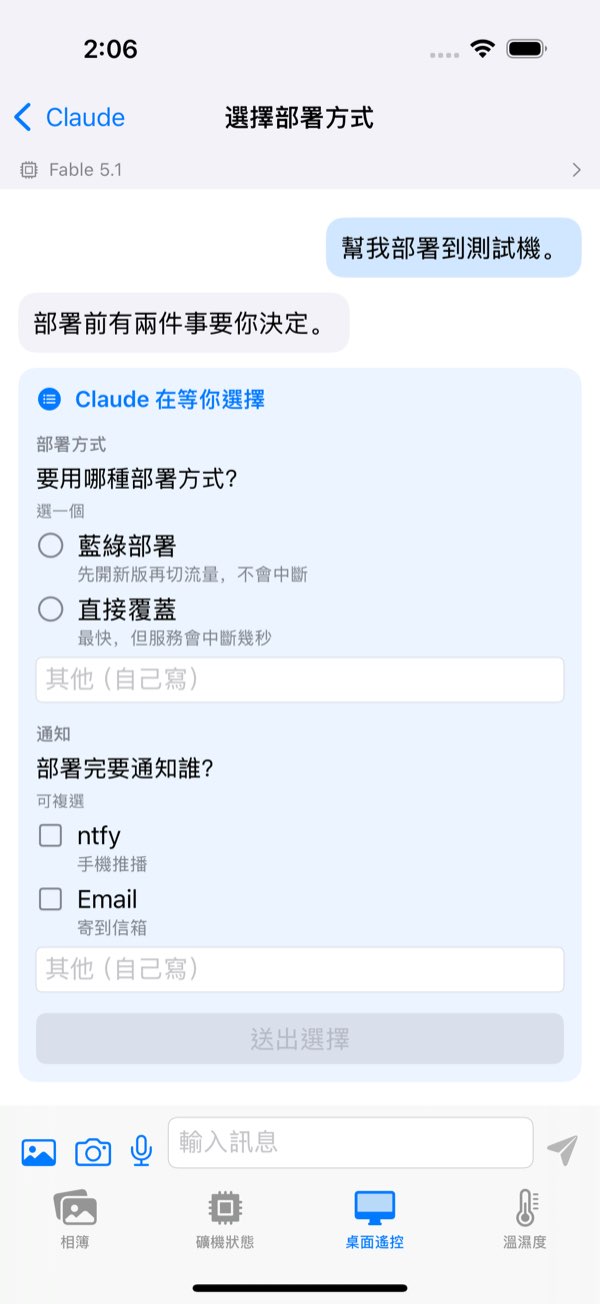 2:06
Claude
選擇部署方式
Fable 5.1
幫我部署到測試機。
部署前有兩件事要你決定。
Claude 在等你選擇
部署方式
要用哪種部署方式?
選一個
藍綠部署
先開新版再切流量，不會中斷
直接覆蓋
最快，但服務會中斷幾秒
其他（自己寫）
通知
部署完要通知誰?
可複選
ntfy
手機推播
Email
寄到信箱
其他（自己寫）
送出選擇
輸入訊息
相簿
礦機狀態
桌面遙控
溫濕度